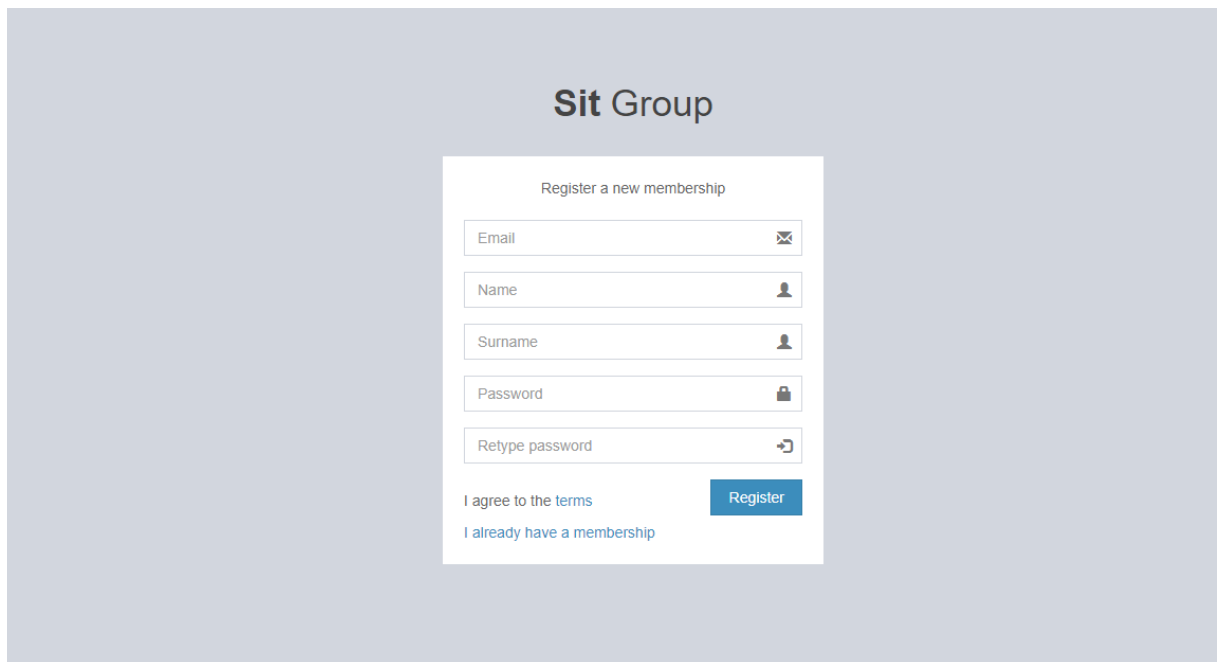 Sit Group
Register a new membership
Email
Name
Surname
Password
Retype password
I agree to the terms
Register
I already have a membership